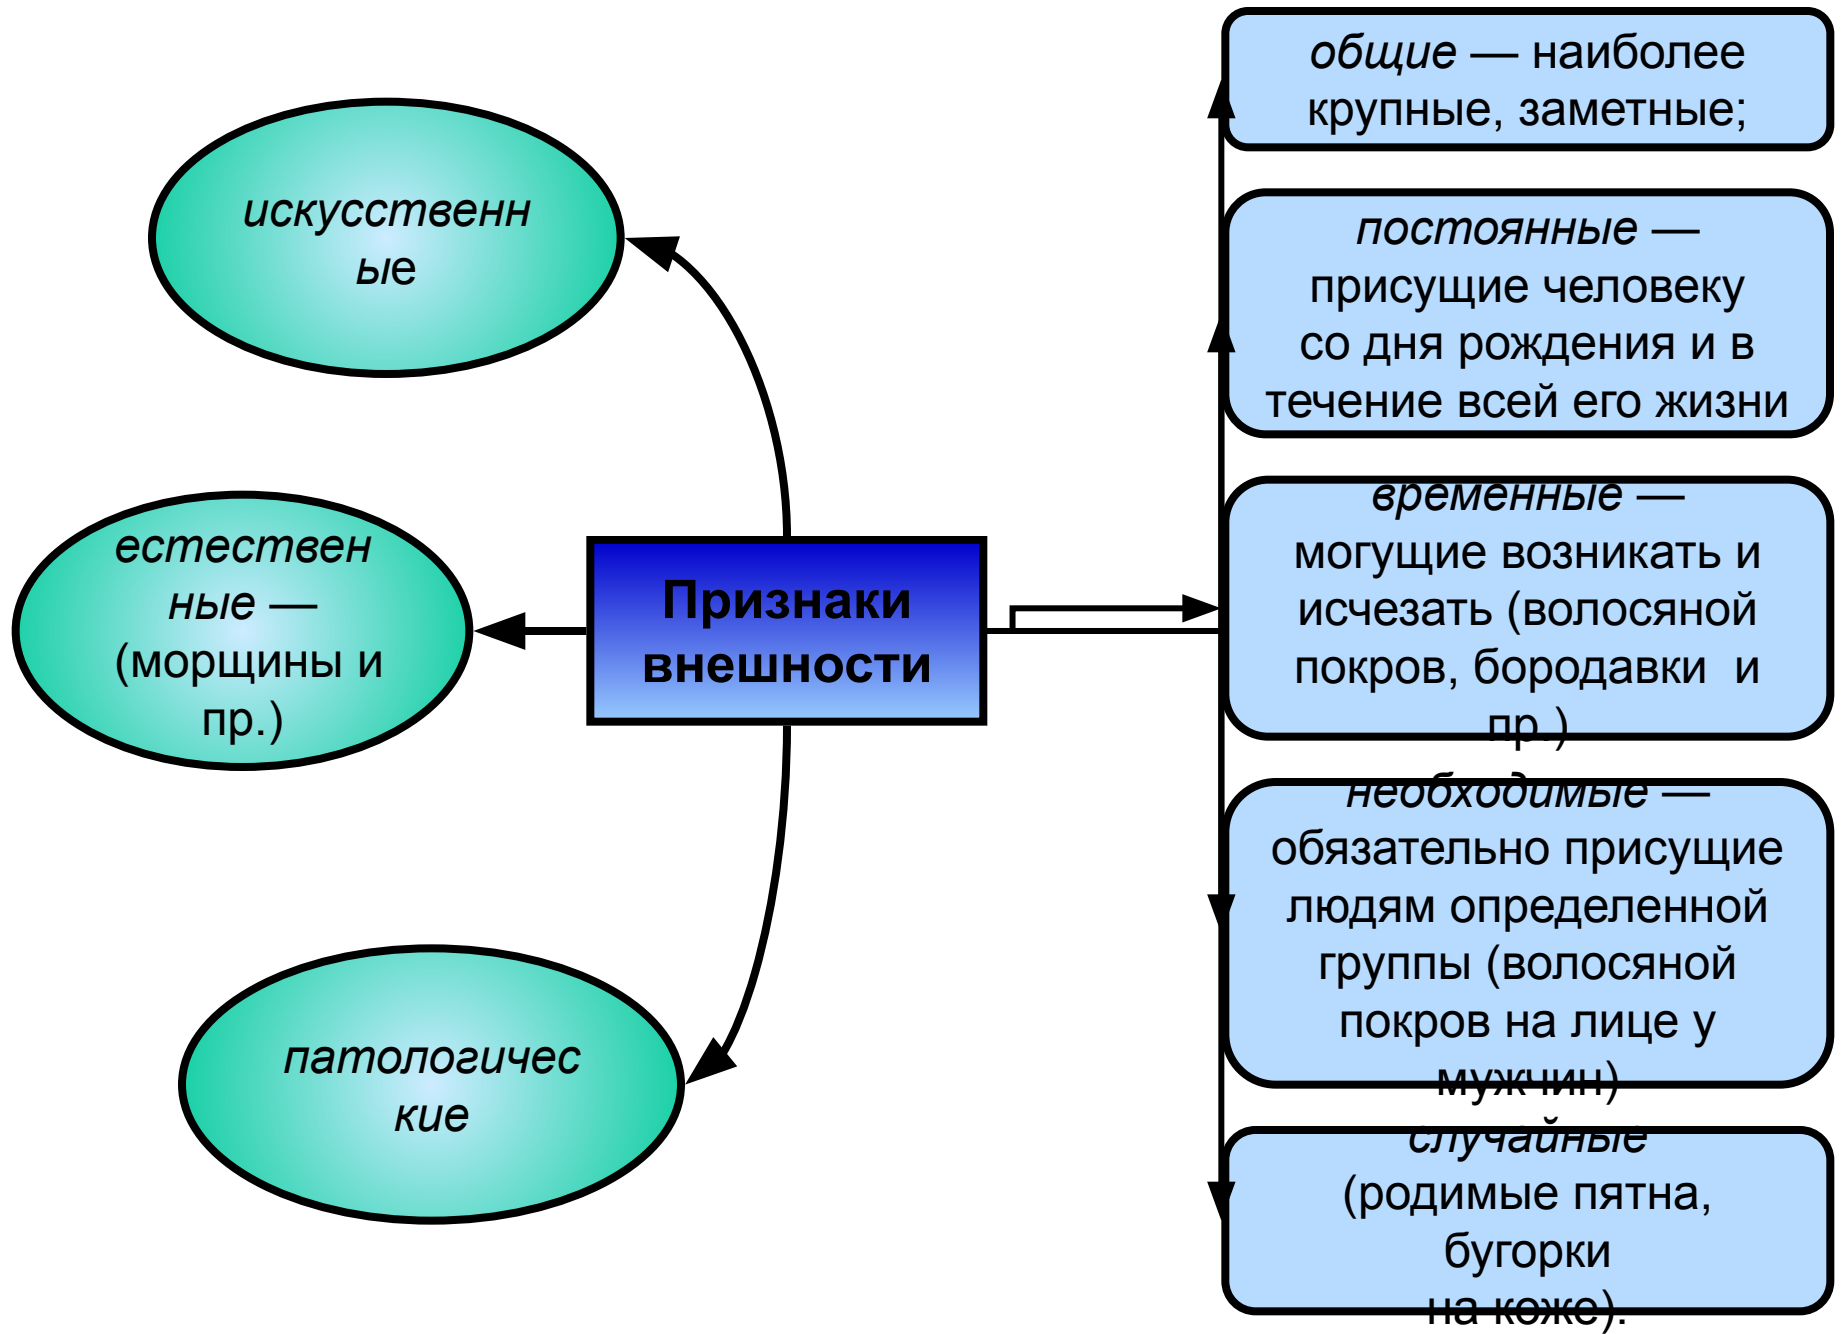 искусственн
ые
естествен
ные —
(морщины и
пр.)
патологичес
кие
Признаки
внешности
общие — наиболее
крупные, заметные;
постоянные —
присущие человеку
со дня рождения и в
течение всей его жизни
временные —
могущие возникать и
исчезать (волосяной
покров, бородавки и
пр.)
необходимые —
обязательно присущие
людям определенной
группы (волосяной
покров на лице у
мужчин)
случайные
(родимые пятна,
бугорки
на коже).